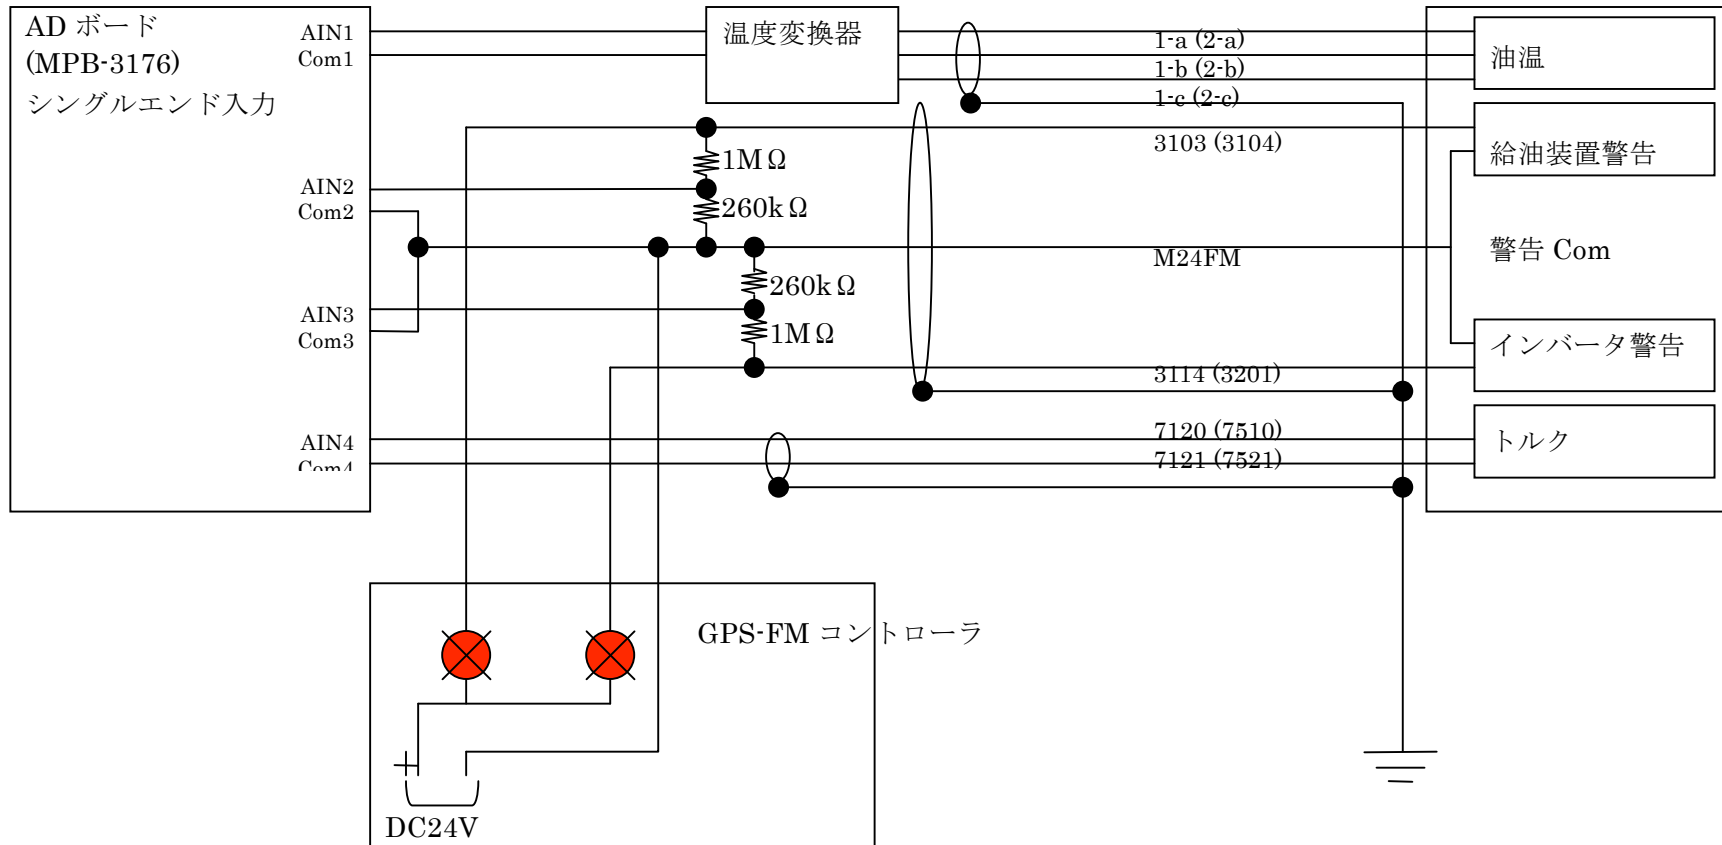 AD ボード
(MPB-3176)
シングルエンド入力
AIN1
Com1
温度変換器
1-a (2-a)
1-b (2-b)
1-c (2-c)
油温
3103 (3104)
給油装置警告
1MΩ
AIN2
Com2
260kΩ
M24FM
警告 Com
260kΩ
AIN3
Com3
1MΩ
インバータ警告
3114 (3201)
AIN4
Com4
7120 (7510)
7121 (7521)
トルク
GPS-FM コントローラ
+
DC24V